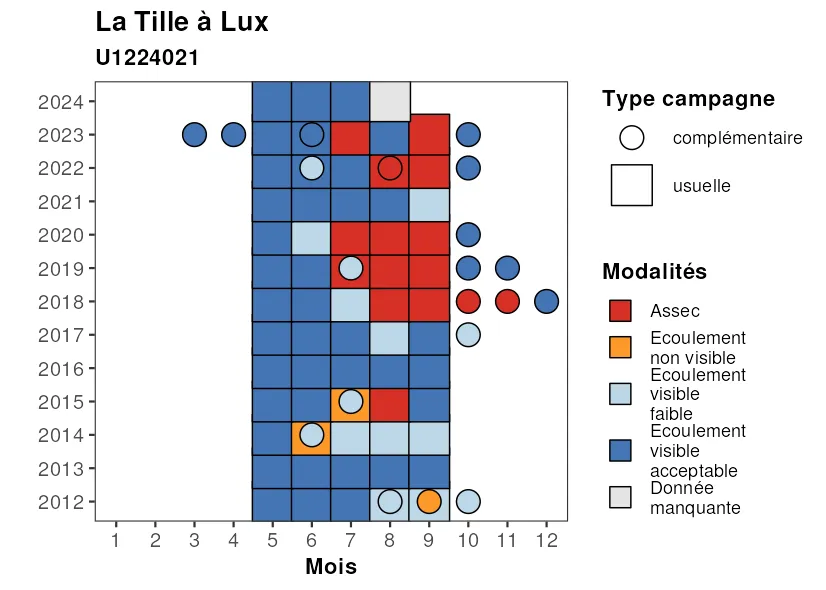 La Tille à Lux
U1224021
2024
2023
2022
2021
2020
2019
2018
2017
2016
2015
2014
2013
2012
1 2 3 4 5 6 7 8 9 10 11 12
Mois
Type campagne
complémentaire
usuelle
Modalités
Assec
Ecoulement
non visible
Ecoulement
visible
faible
Ecoulement
visible
acceptable
Donnée
manquante